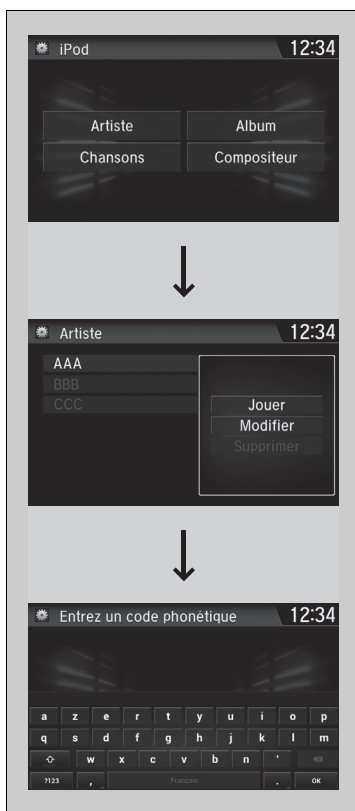 iPod 12:34
Artiste Album
Chansons Compositeur
Artiste 12:34
AAA
BBB
CCC
Jouer
Modifier
Supprimer
Entrez un code phonétique 12:34
a z e r t y u i o p
q s d f g h j k l m
w x c v b n '
?123 , Français . OK